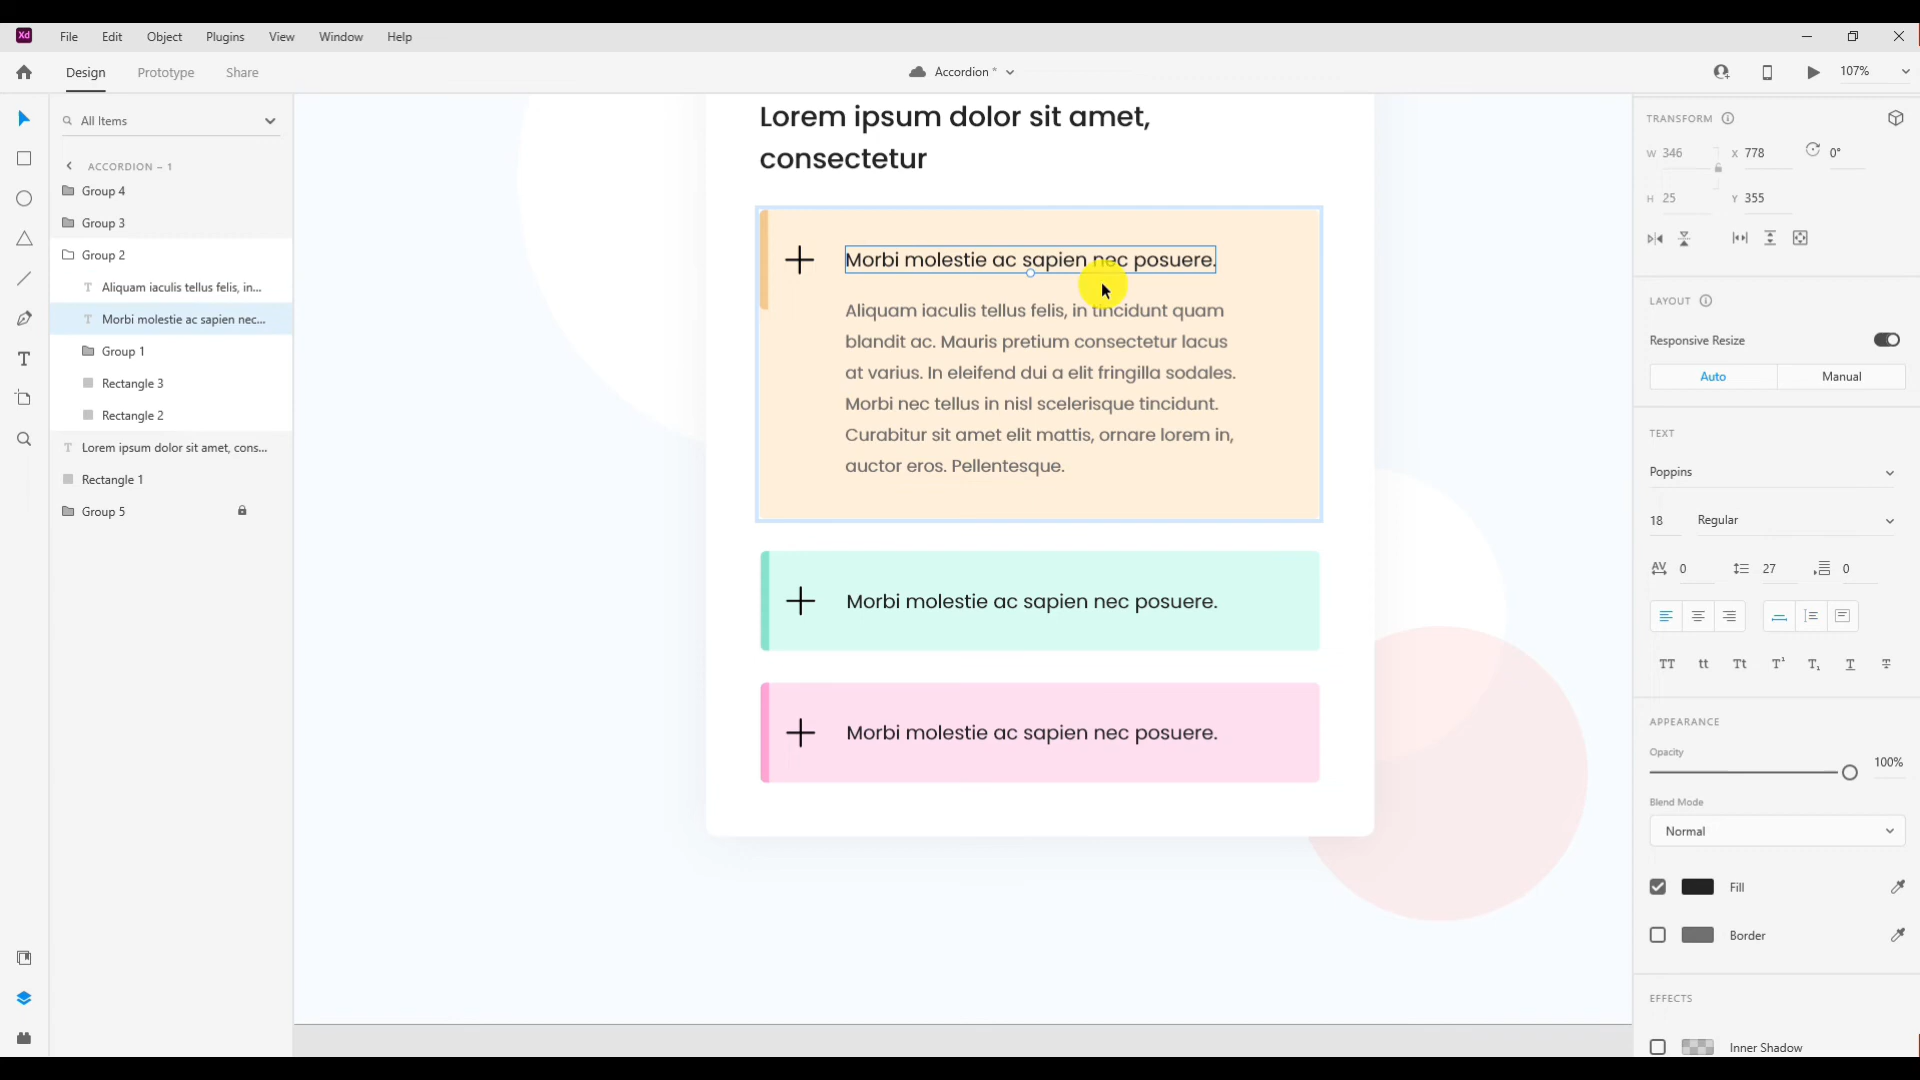 Xd File Edit Object Plugins View Window Help
Design Prototype Share
Accordion *
107%
All Items
ACCORDION – 1
Group 4
Group 3
Group 2
T Aliquam iaculis tellus felis, in...
T Morbi molestie ac sapien nec...
Group 1
Rectangle 3
Rectangle 2
T Lorem ipsum dolor sit amet, cons...
Rectangle 1
Group 5
Lorem ipsum dolor sit amet,
consectetur
Morbi molestie ac sapien nec posuere.
Aliquam iaculis tellus felis, in tincidunt quam
blandit ac. Mauris pretium consectetur lacus
at varius. In eleifend dui a elit fringilla sodales.
Morbi nec tellus in nisl scelerisque tincidunt.
Curabitur sit amet elit mattis, ornare lorem in,
auctor eros. Pellentesque.
Morbi molestie ac sapien nec posuere.
Morbi molestie ac sapien nec posuere.
TRANSFORM
W 346 X 778 0°
H 25 Y 355
LAYOUT
Responsive Resize
Auto Manual
TEXT
Poppins
18 Regular
AV 0 27 0
TT tt Tt T¹ T₁ T T
APPEARANCE
Opacity
100%
Blend Mode
Normal
Fill
Border
EFFECTS
Inner Shadow